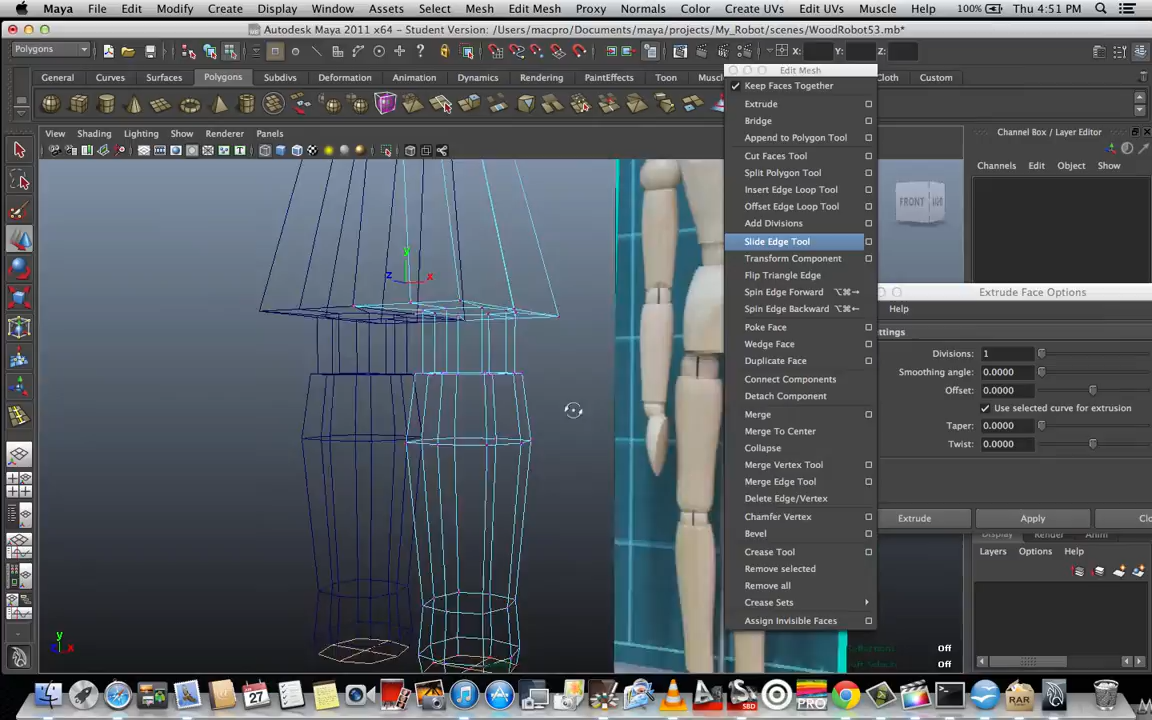 Maya File Edit Modify Create Display Window Assets Select Mesh Edit Mesh Proxy Normals Color Create UVs Edit UVs Muscle Help 100% Thu 4:51 PM
Autodesk Maya 2011 x64 - Student Version: /Users/macpro/Documents/maya/projects/My_Robot/scenes/WoodRobot53.mb*
Polygons X: Y: Z:
Edit Mesh
General Curves Surfaces Polygons Subdivs Deformation Animation Dynamics Rendering PaintEffects Toon Cloth Custom
Keep Faces Together
Extrude
Bridge
Append to Polygon Tool
Cut Faces Tool
Split Polygon Tool
Insert Edge Loop Tool
Offset Edge Loop Tool
Add Divisions
Slide Edge Tool
Transform Component
Flip Triangle Edge
Spin Edge Forward ⌥⌘→
Spin Edge Backward ⌥⌘←
Poke Face
Wedge Face
Duplicate Face
Connect Components
Detach Component
Merge
Merge To Center
Collapse
Merge Vertex Tool
Merge Edge Tool
Delete Edge/Vertex
Chamfer Vertex
Bevel
Crease Tool
Remove selected
Remove all
Crease Sets
Assign Invisible Faces
View Shading Lighting Show Renderer Panels
Channel Box / Layer Editor
Channels Edit Object Show
FRONT
y
z x
Extrude Face Options
Help
Divisions: 1
Smoothing angle: 0.0000
Offset: 0.0000
Use selected curve for extrusion
Taper: 0.0000
Twist: 0.0000
Extrude Apply
Display Render Anim
Layers Options Help
Off
Off
y
x
27
PRO
SBD
RAR